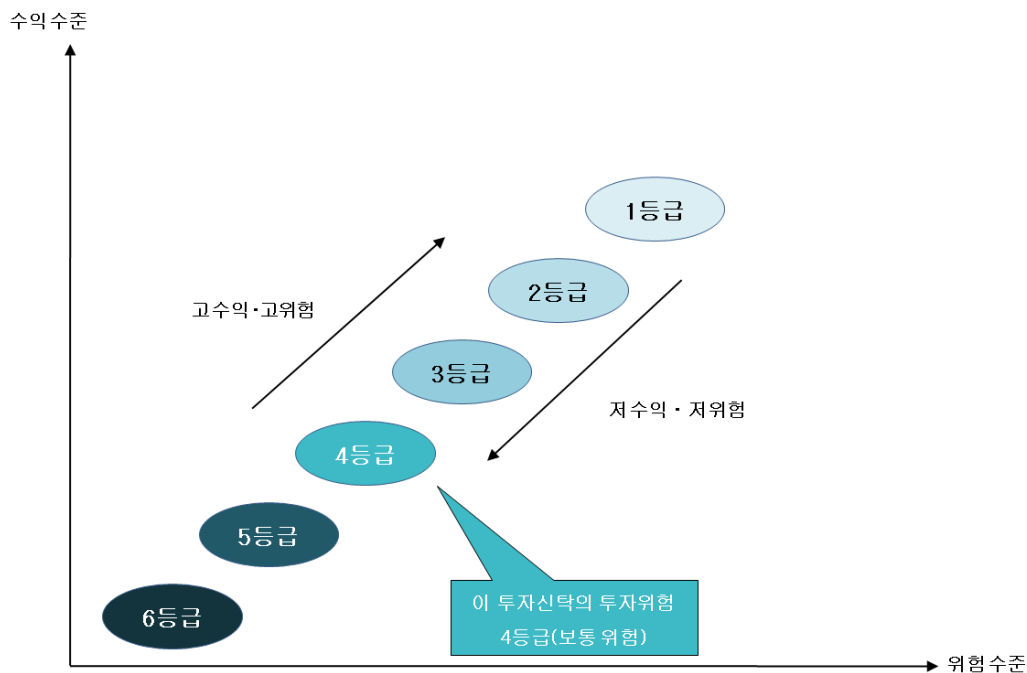 수익수준
1등급
2등급
고수익·고위험
3등급
저수익 · 저위험
4등급
5등급
이 투자신탁의 투자위험
4등급(보통 위험)
6등급
위험수준